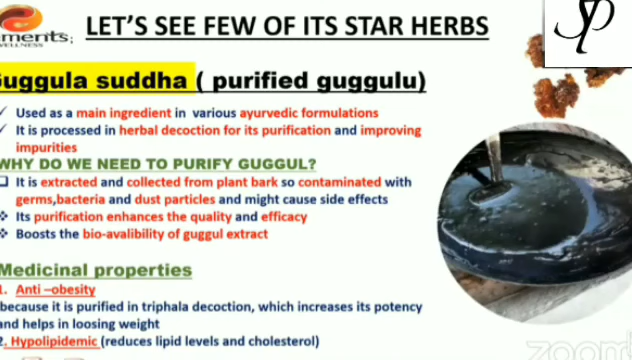 LET'S SEE FEW OF ITS STAR HERBS
ments;
WELLNESS
Sp
Guggula suddha ( purified guggulu)
Used as a main ingredient in various ayurvedic formulations
It is processed in herbal decoction for its purification and improving
impurities
WHY DO WE NEED TO PURIFY GUGGUL?
It is extracted and collected from plant bark so contaminated with
germs,bacteria and dust particles and might cause side effects
Its purification enhances the quality and efficacy
Boosts the bio-avalibility of guggul extract
Medicinal properties
1. Anti –obesity
because it is purified in triphala decoction, which increases its potency
and helps in loosing weight
2. Hypolipidemic (reduces lipid levels and cholesterol)
zoom